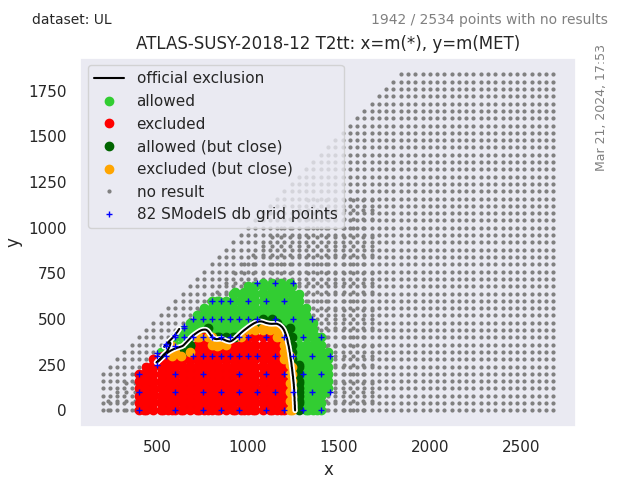 dataset: UL
1942 / 2534 points with no results
ATLAS-SUSY-2018-12 T2tt: x=m(*), y=m(MET)
Mar 21, 2024, 17:53
official exclusion
allowed
excluded
allowed (but close)
excluded (but close)
no result
82 SModelS db grid points
y
1750
1500
1250
1000
750
500
250
0
500
1000
1500
2000
2500
x